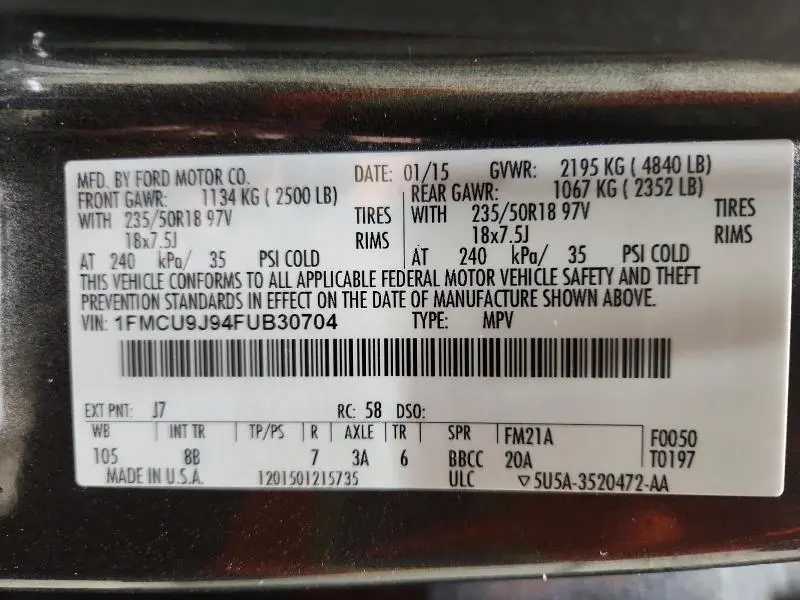 MFD. BY FORD MOTOR CO. DATE: 01/15 GVWR: 2195 KG ( 4840 LB)
FRONT GAWR: 1134 KG ( 2500 LB) REAR GAWR: 1067 KG ( 2352 LB)
WITH 235/50R18 97V TIRES WITH 235/50R18 97V TIRES
18x7.5J RIMS 18x7.5J RIMS
AT 240 kPa/ 35 PSI COLD AT 240 kPa/ 35 PSI COLD
THIS VEHICLE CONFORMS TO ALL APPLICABLE FEDERAL MOTOR VEHICLE SAFETY AND THEFT
PREVENTION STANDARDS IN EFFECT ON THE DATE OF MANUFACTURE SHOWN ABOVE.
VIN: 1FMCU9J94FUB30704 TYPE: MPV
EXT PNT: J7 RC: 58 DSO:
WB INT TR TP/PS R AXLE TR SPR FM21A F0050
105 8B 7 3A 6 BBCC 20A T0197
MADE IN U.S.A. 1201501215735 ULC ▽5U5A-3520472-AA